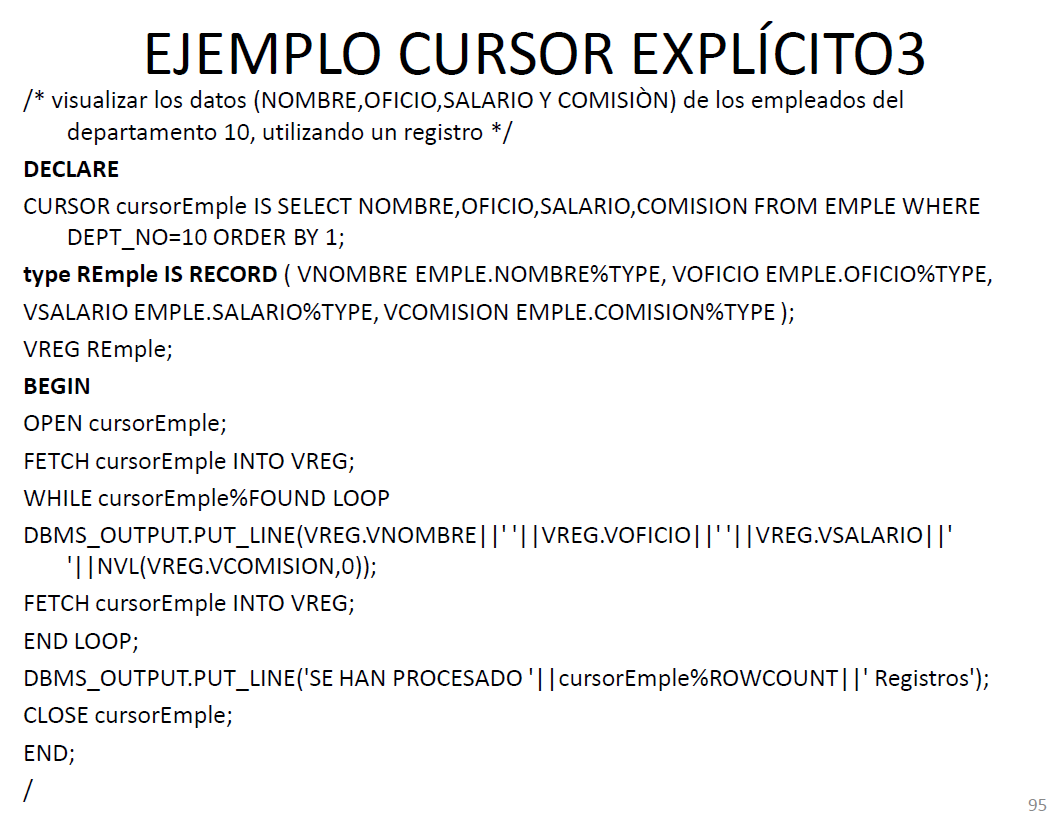 EJEMPLO CURSOR EXPLÍCITO3
/* visualizar los datos (NOMBRE,OFICIO,SALARIO Y COMISIÒN) de los empleados del
departamento 10, utilizando un registro */
DECLARE
CURSOR cursorEmple IS SELECT NOMBRE,OFICIO,SALARIO,COMISION FROM EMPLE WHERE
DEPT_NO=10 ORDER BY 1;
type REmple IS RECORD ( VNOMBRE EMPLE.NOMBRE%TYPE, VOFICIO EMPLE.OFICIO%TYPE,
VSALARIO EMPLE.SALARIO%TYPE, VCOMISION EMPLE.COMISION%TYPE );
VREG REmple;
BEGIN
OPEN cursorEmple;
FETCH cursorEmple INTO VREG;
WHILE cursorEmple%FOUND LOOP
DBMS_OUTPUT.PUT_LINE(VREG.VNOMBRE||' '||VREG.VOFICIO||' '||VREG.VSALARIO||'
'||NVL(VREG.VCOMISION,0));
FETCH cursorEmple INTO VREG;
END LOOP;
DBMS_OUTPUT.PUT_LINE('SE HAN PROCESADO '||cursorEmple%ROWCOUNT||' Registros');
CLOSE cursorEmple;
END;
/
95